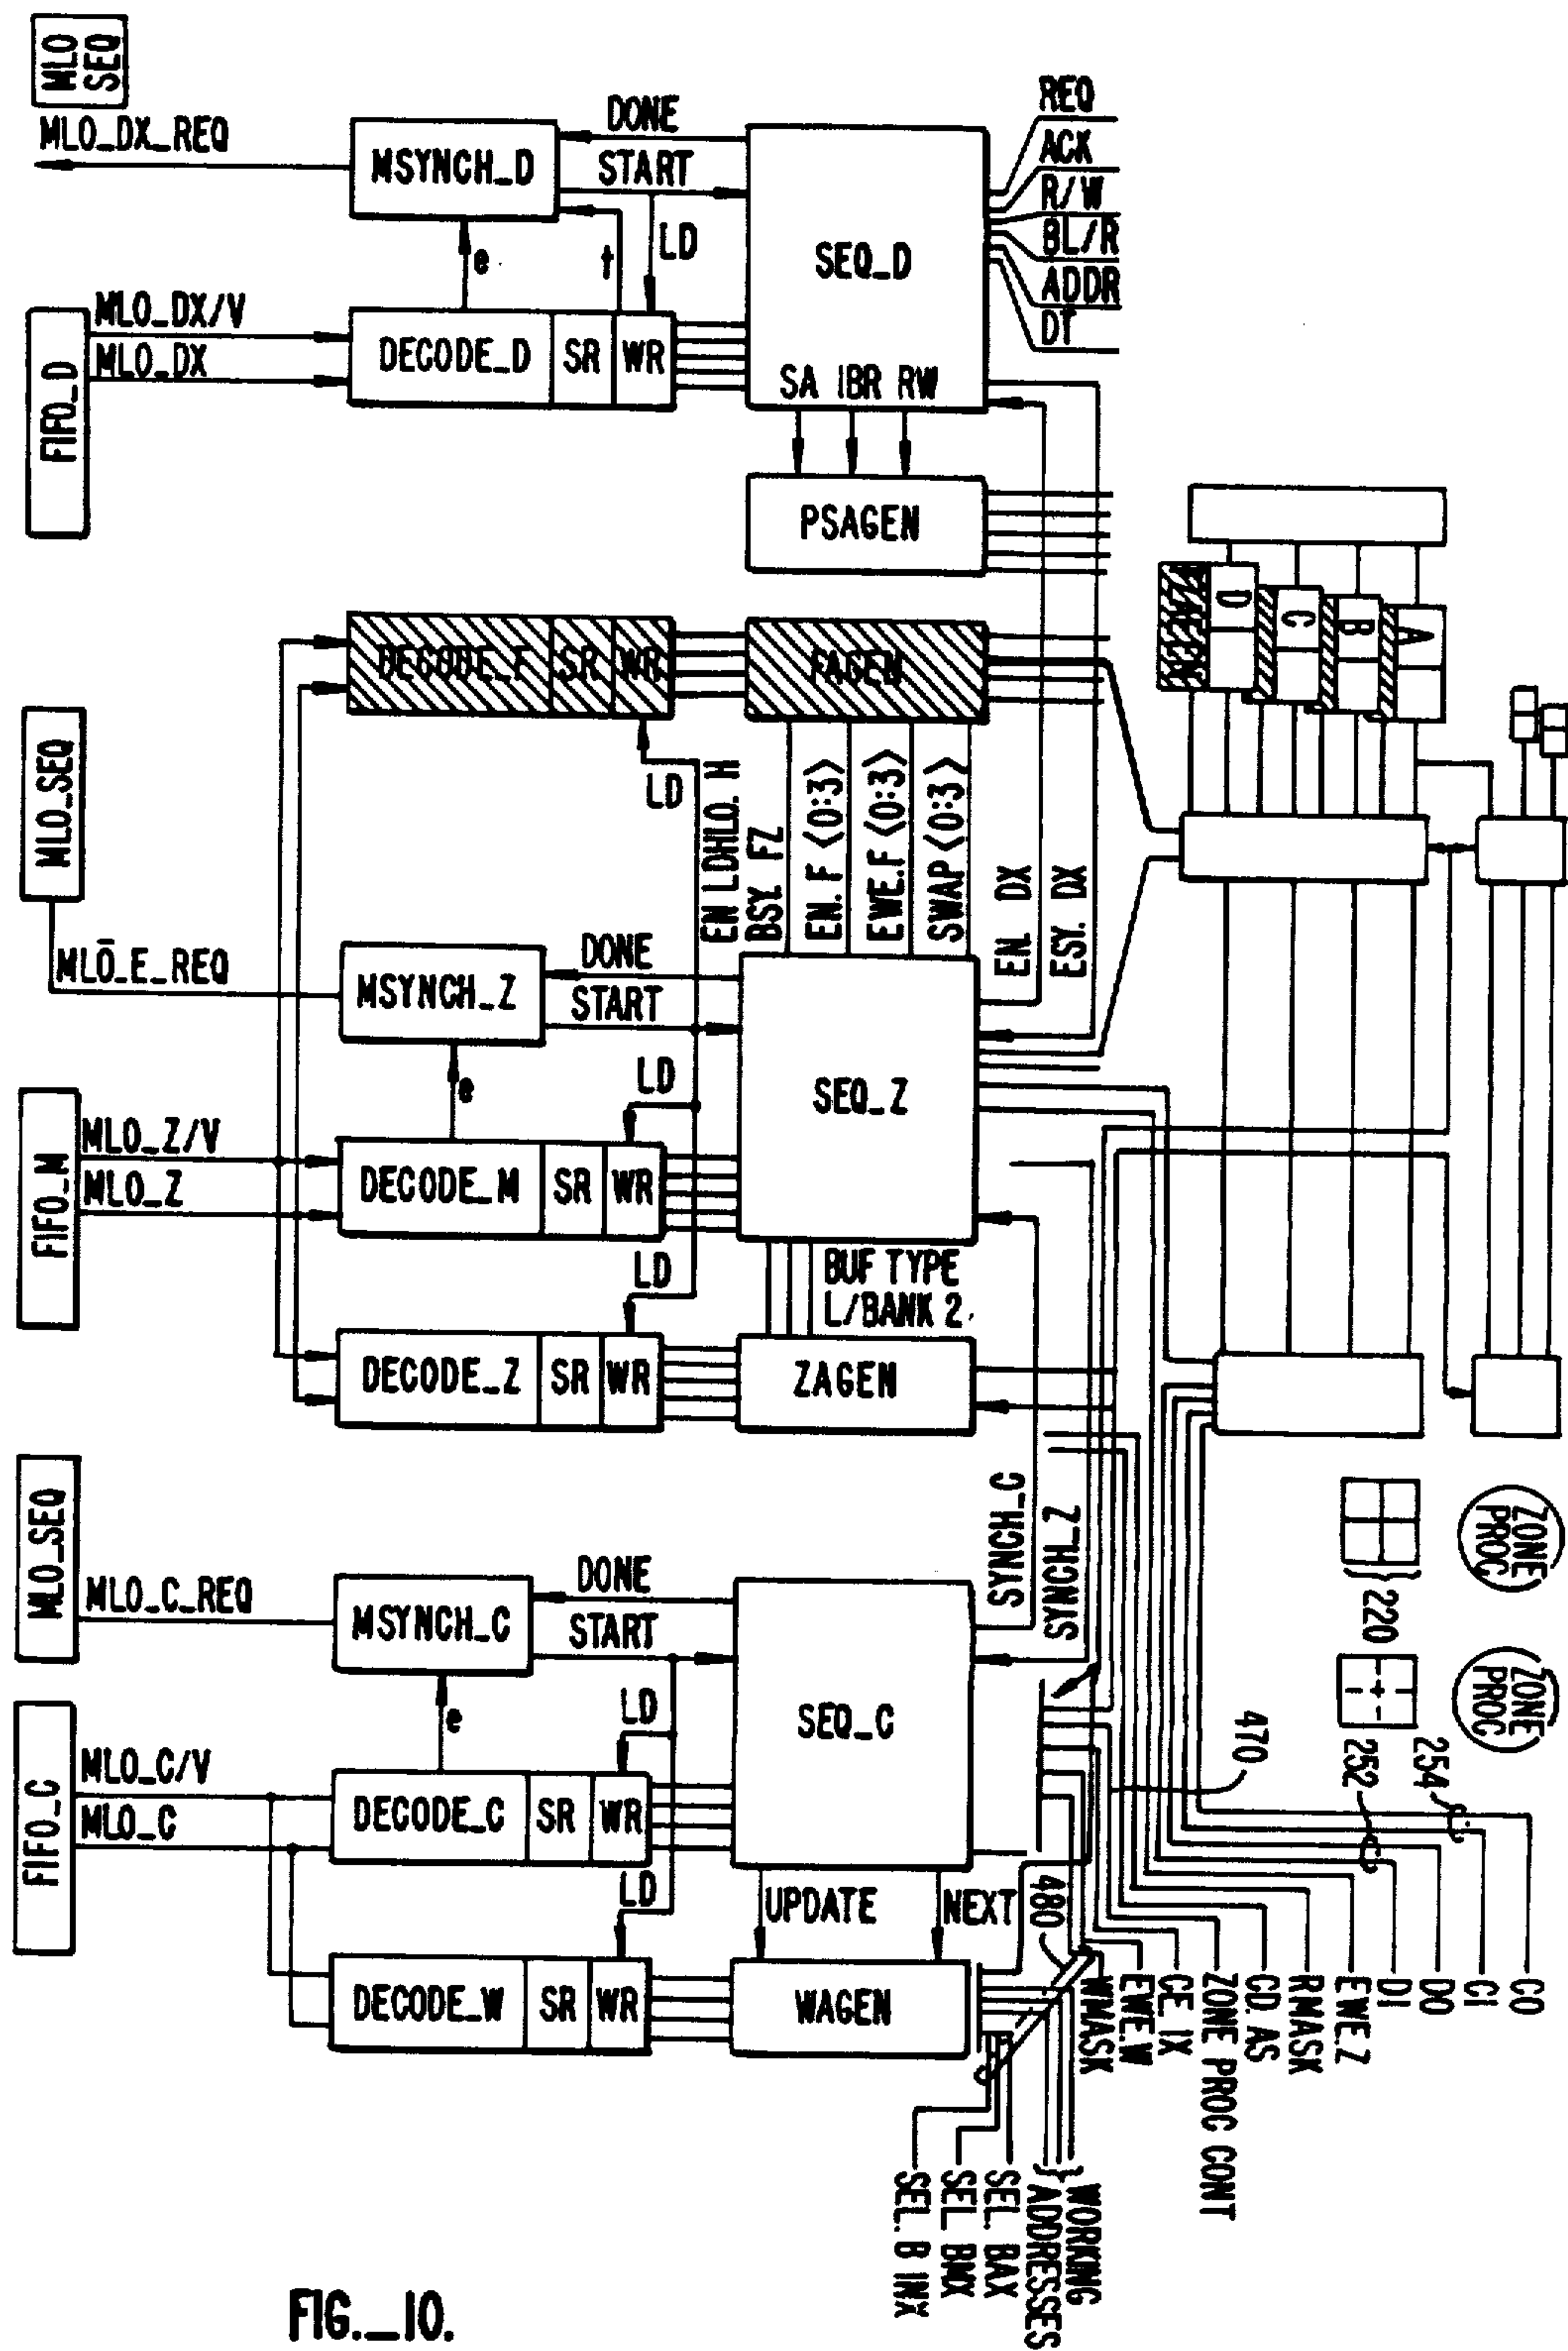 MLO
SEQ
MLO_DX_REQ
MSYNCH_D
DONE
START
LD
e
t
SEQ_D
REQ
ACK
R/W
BL/R
ADDR
DT
FIFO_D
MLO_DX/V
MLO_DX
DECODE_D
SR
WR
SA IBR RW
PSAGEN
DECODE_F
SR
WR
FAGEN
LD
EN LDHLO. H
BSY. FZ
EN. F <0:3>
EWE.F <0:3>
SWAP <0:3>
EN. DX
ESY. DX
D
C
B
A
MLO_SEQ
MLO_E_REQ
MSYNCH_Z
DONE
START
LD
e
SEQ_Z
FIFO_M
MLO_Z/V
MLO_Z
DECODE_M
SR
WR
LD
BUF TYPE
L/BANK 2
DECODE_Z
SR
WR
ZAGEN
SYNCH_C
SYNCH_Z
ZONE
PROC
220
ZONE
PROC
470
252
254
MLO_SEQ
MLO_C_REQ
MSYNCH_C
DONE
START
LD
e
SEQ_C
FIFO_C
MLO_C/V
MLO_C
DECODE_C
SR
WR
LD
UPDATE
NEXT
480
DECODE_W
SR
WR
WAGEN
CO
CI
DO
DI
EWE.Z
RMASK
CD. AS
ZONE PROC CONT
CE. IX
EWE.W
WMASK
WORKING
ADDRESSES
SEL. BAX
SEL. BMX
SEL. B INX
FIG._10.